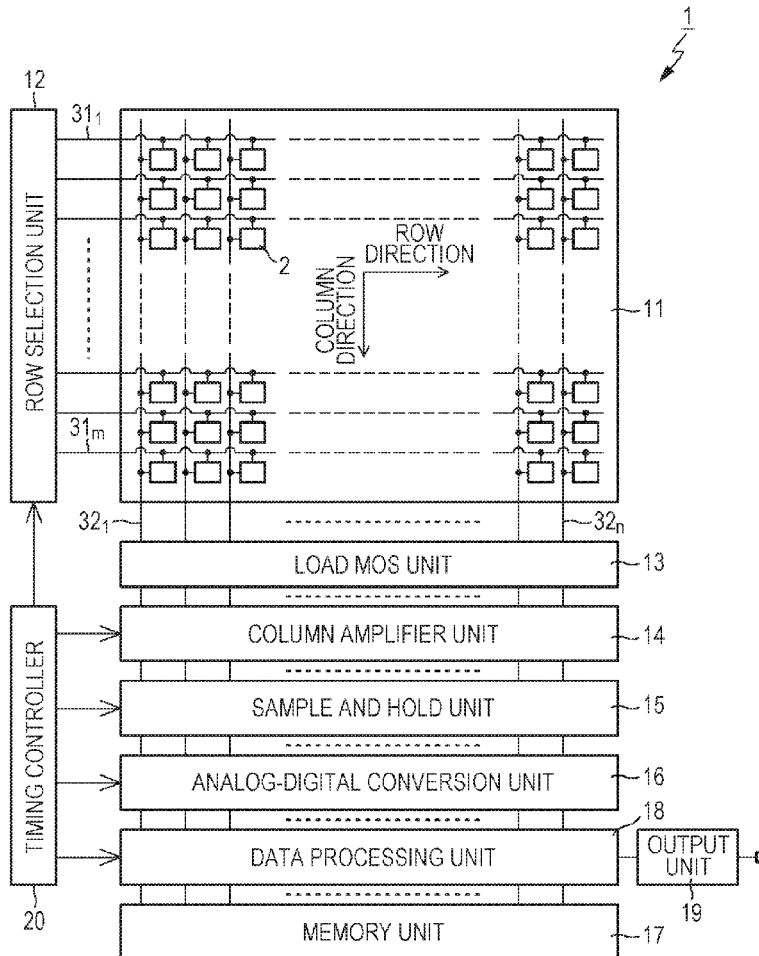 1
12
31₁
ROW SELECTION UNIT
2
ROW
DIRECTION
COLUMN
DIRECTION
11
31m
32₁
32n
LOAD MOS UNIT
13
COLUMN AMPLIFIER UNIT
14
SAMPLE AND HOLD UNIT
15
TIMING CONTROLLER
20
ANALOG-DIGITAL CONVERSION UNIT
16
18
DATA PROCESSING UNIT
OUTPUT
UNIT
19
MEMORY UNIT
17